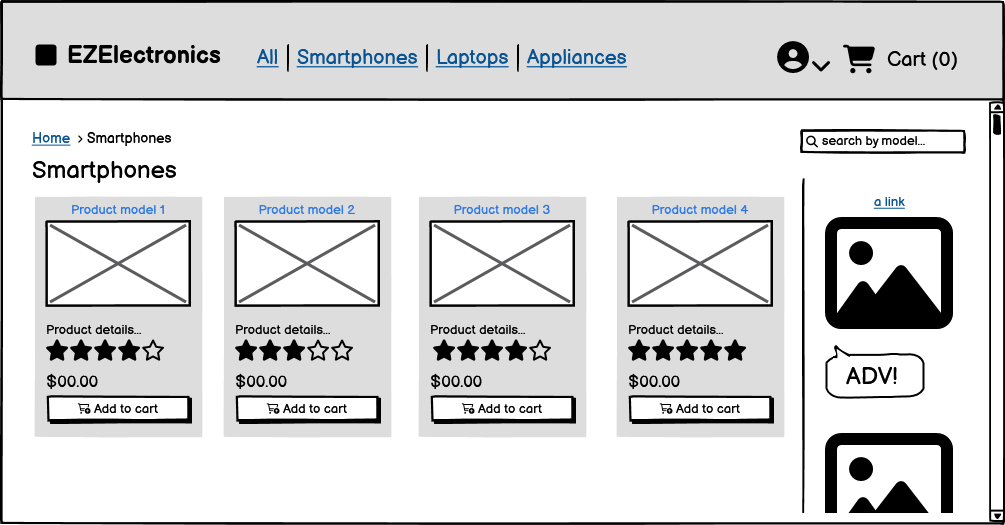 EZElectronics
All Smartphones Laptops Appliances
Cart (0)
Home > Smartphones
search by model...
Smartphones
Product model 1
Product details...
$00.00
Add to cart
Product model 2
Product details...
$00.00
Add to cart
Product model 3
Product details...
$00.00
Add to cart
Product model 4
Product details...
$00.00
Add to cart
a link
ADV!